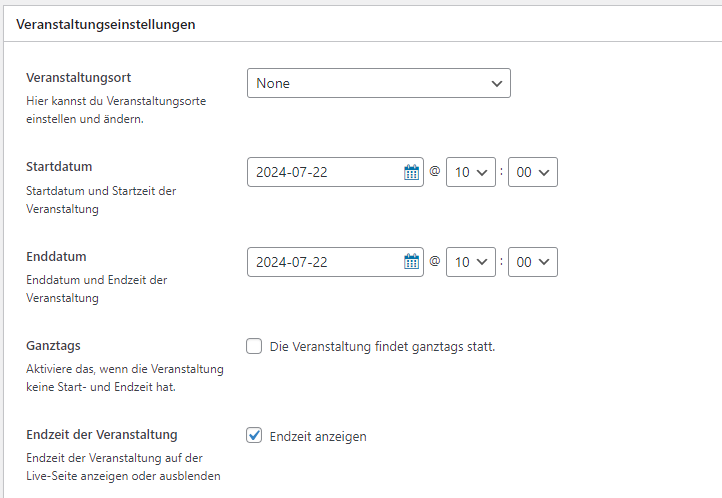 Veranstaltungseinstellungen
Veranstaltungsort
None
Hier kannst du Veranstaltungsorte
einstellen und ändern.
Startdatum
2024-07-22 @ 10 : 00
Startdatum und Startzeit der
Veranstaltung
Enddatum
2024-07-22 @ 10 : 00
Enddatum und Endzeit der
Veranstaltung
Ganztags
Die Veranstaltung findet ganztags statt.
Aktiviere das, wenn die Veranstaltung
keine Start- und Endzeit hat.
Endzeit der Veranstaltung
Endzeit anzeigen
Endzeit der Veranstaltung auf der
Live-Seite anzeigen oder ausblenden